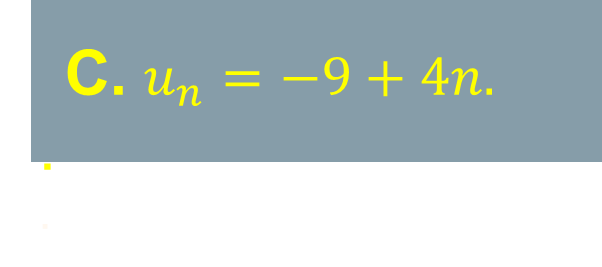 C. uₙ = −9 + 4n.